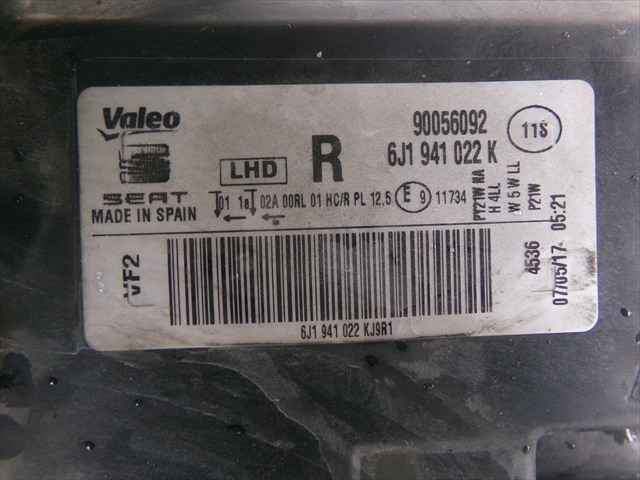 Valeo
90056092
11S
LHD
R
6J1 941 022 K
SEAT
MADE IN SPAIN
01 1a 02A 00RL 01 HC/R PL 12,5 E 9 11734
PY21W NA
H 4LL
W 5 W LL
P21W
VF2
4536
07/05/17 05:21
6J1 941 022 KJ9R1